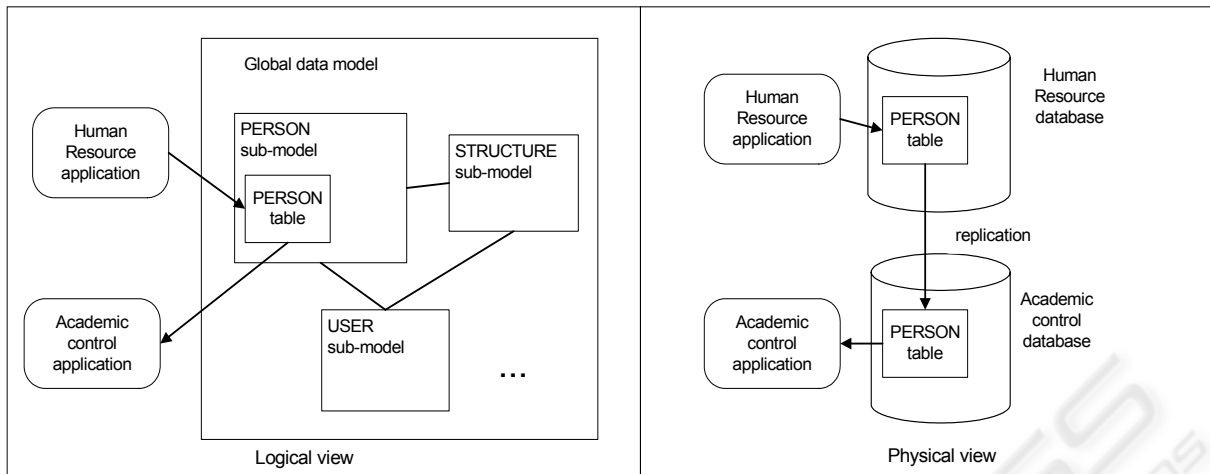 Global data model
Human
Resource
application
PERSON
sub-model
PERSON
table
STRUCTURE
sub-model
Academic
control
application
USER
sub-model
...
Logical view
Human
Resource
application
PERSON
table
Human
Resource
database
replication
Academic
control
application
PERSON
table
Academic
control
database
Physical view